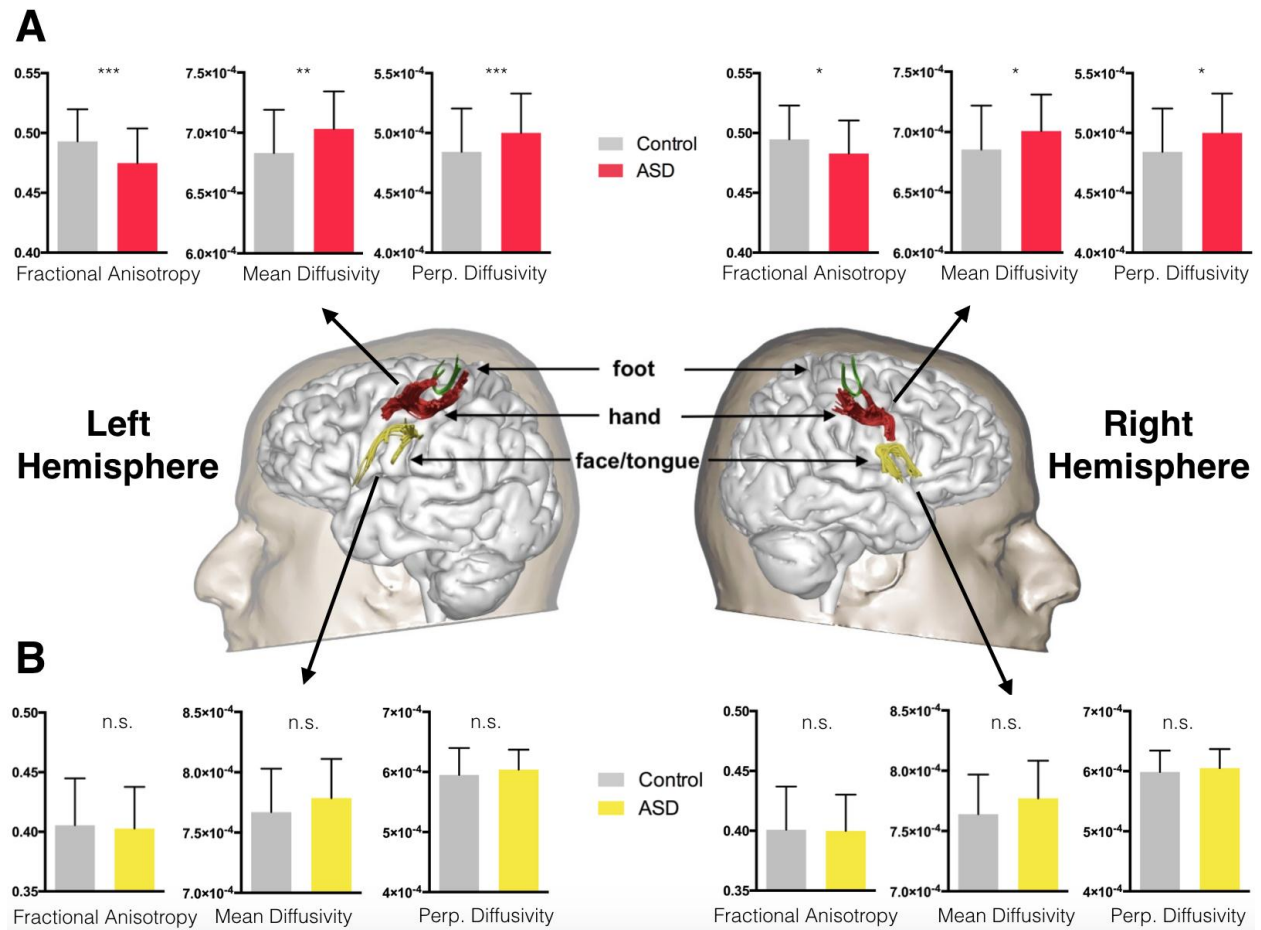 A
*** ** *** * * *
0.55 7.5×10⁻⁴ 5.5×10⁻⁴ 0.55 7.5×10⁻⁴ 5.5×10⁻⁴
0.50 7.0×10⁻⁴ 5.0×10⁻⁴ 0.50 7.0×10⁻⁴ 5.0×10⁻⁴
Control
ASD
0.45 6.5×10⁻⁴ 4.5×10⁻⁴ 0.45 6.5×10⁻⁴ 4.5×10⁻⁴
0.40 6.0×10⁻⁴ 4.0×10⁻⁴ 0.40 6.0×10⁻⁴ 4.0×10⁻⁴
Fractional Anisotropy Mean Diffusivity Perp. Diffusivity Fractional Anisotropy Mean Diffusivity Perp. Diffusivity
foot
hand
face/tongue
Left
Hemisphere
Right
Hemisphere
B
n.s. n.s. n.s. n.s. n.s. n.s.
0.50 8.5×10⁻⁴ 7×10⁻⁴ 0.50 8.5×10⁻⁴ 7×10⁻⁴
0.45 8.0×10⁻⁴ 6×10⁻⁴ 0.45 8.0×10⁻⁴ 6×10⁻⁴
Control
ASD
0.40 7.5×10⁻⁴ 5×10⁻⁴ 0.40 7.5×10⁻⁴ 5×10⁻⁴
0.35 7.0×10⁻⁴ 4×10⁻⁴ 0.35 7.0×10⁻⁴ 4×10⁻⁴
Fractional Anisotropy Mean Diffusivity Perp. Diffusivity Fractional Anisotropy Mean Diffusivity Perp. Diffusivity